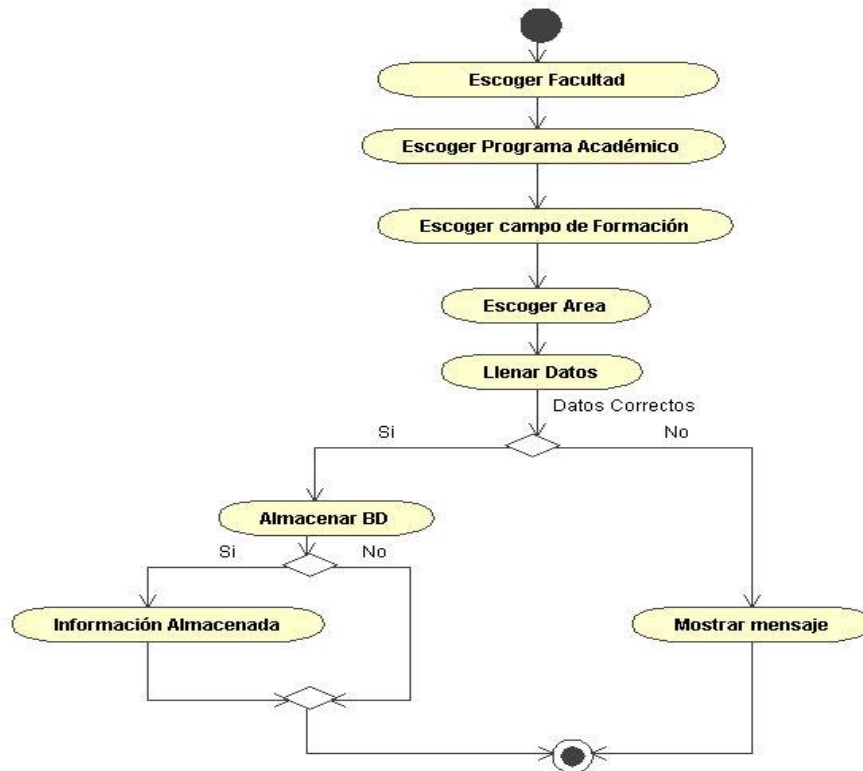 Escoger Facultad
Escoger Programa Académico
Escoger campo de Formación
Escoger Area
Llenar Datos
Datos Correctos
Si
No
Almacenar BD
Si
No
Información Almacenada
Mostrar mensaje